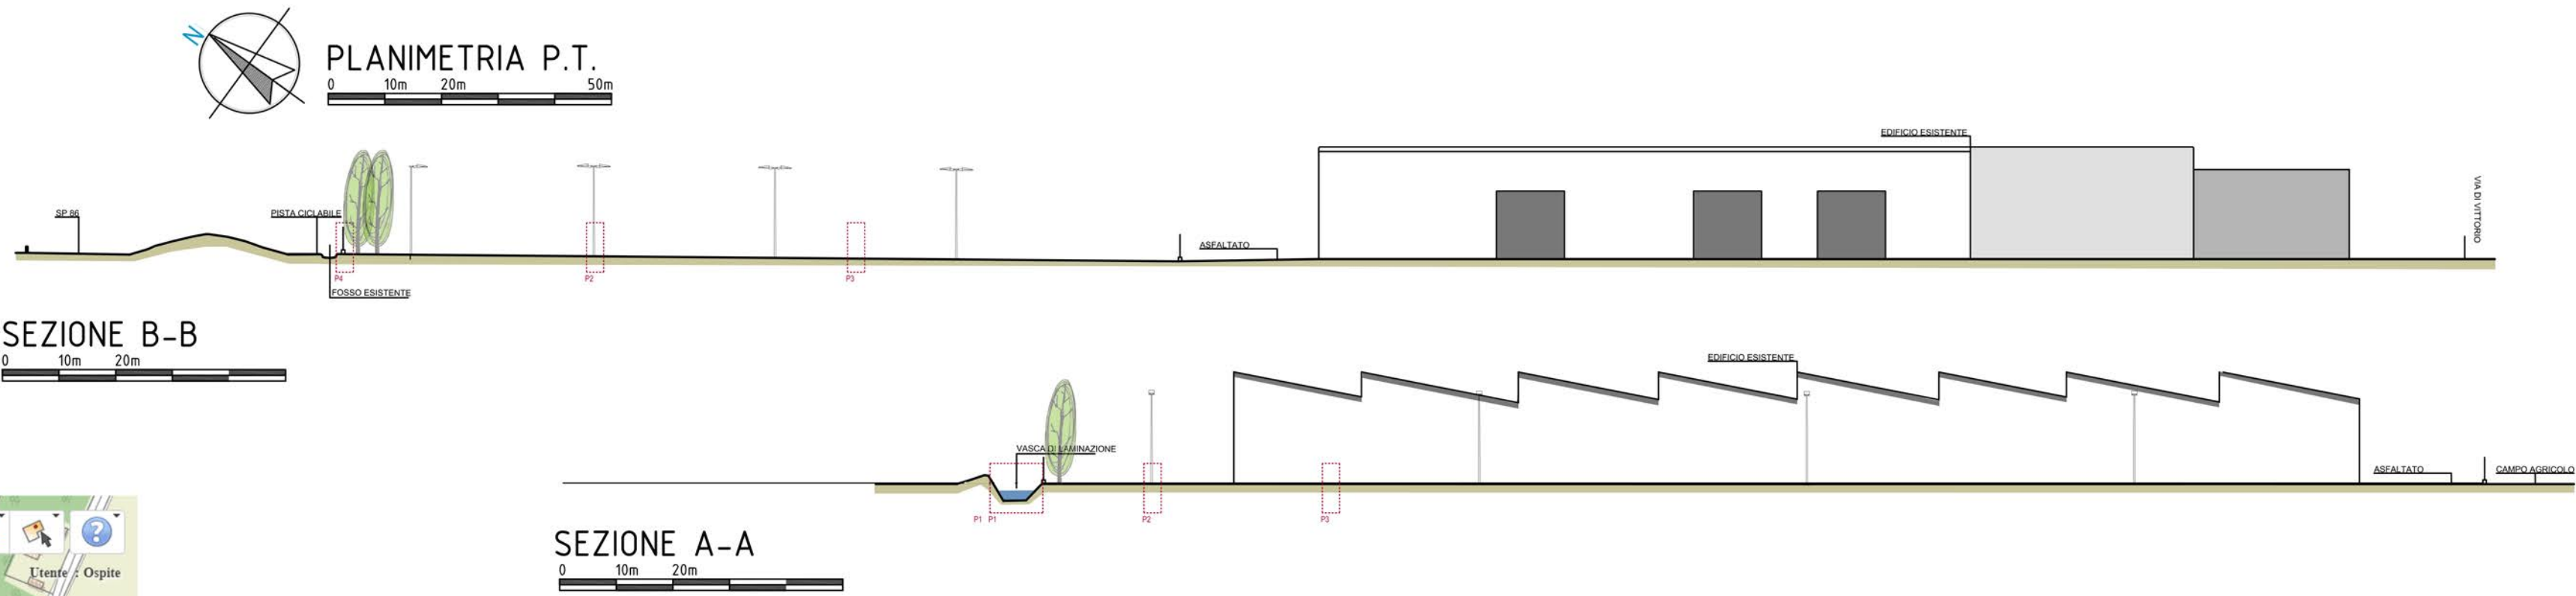 N
PLANIMETRIA P.T.
0 10m 20m 50m
EDIFICIO ESISTENTE
SP 86
PISTA CICLABILE
ASFALTATO
VIA DI VITTORIO
P4
P2
P3
FOSSO ESISTENTE
SEZIONE B-B
0 10m 20m
EDIFICIO ESISTENTE
VASCA DI LAMINAZIONE
ASFALTATO
CAMPO AGRICOLO
P1 P1
P2
P3
SEZIONE A-A
0 10m 20m
?
Utente : Ospite